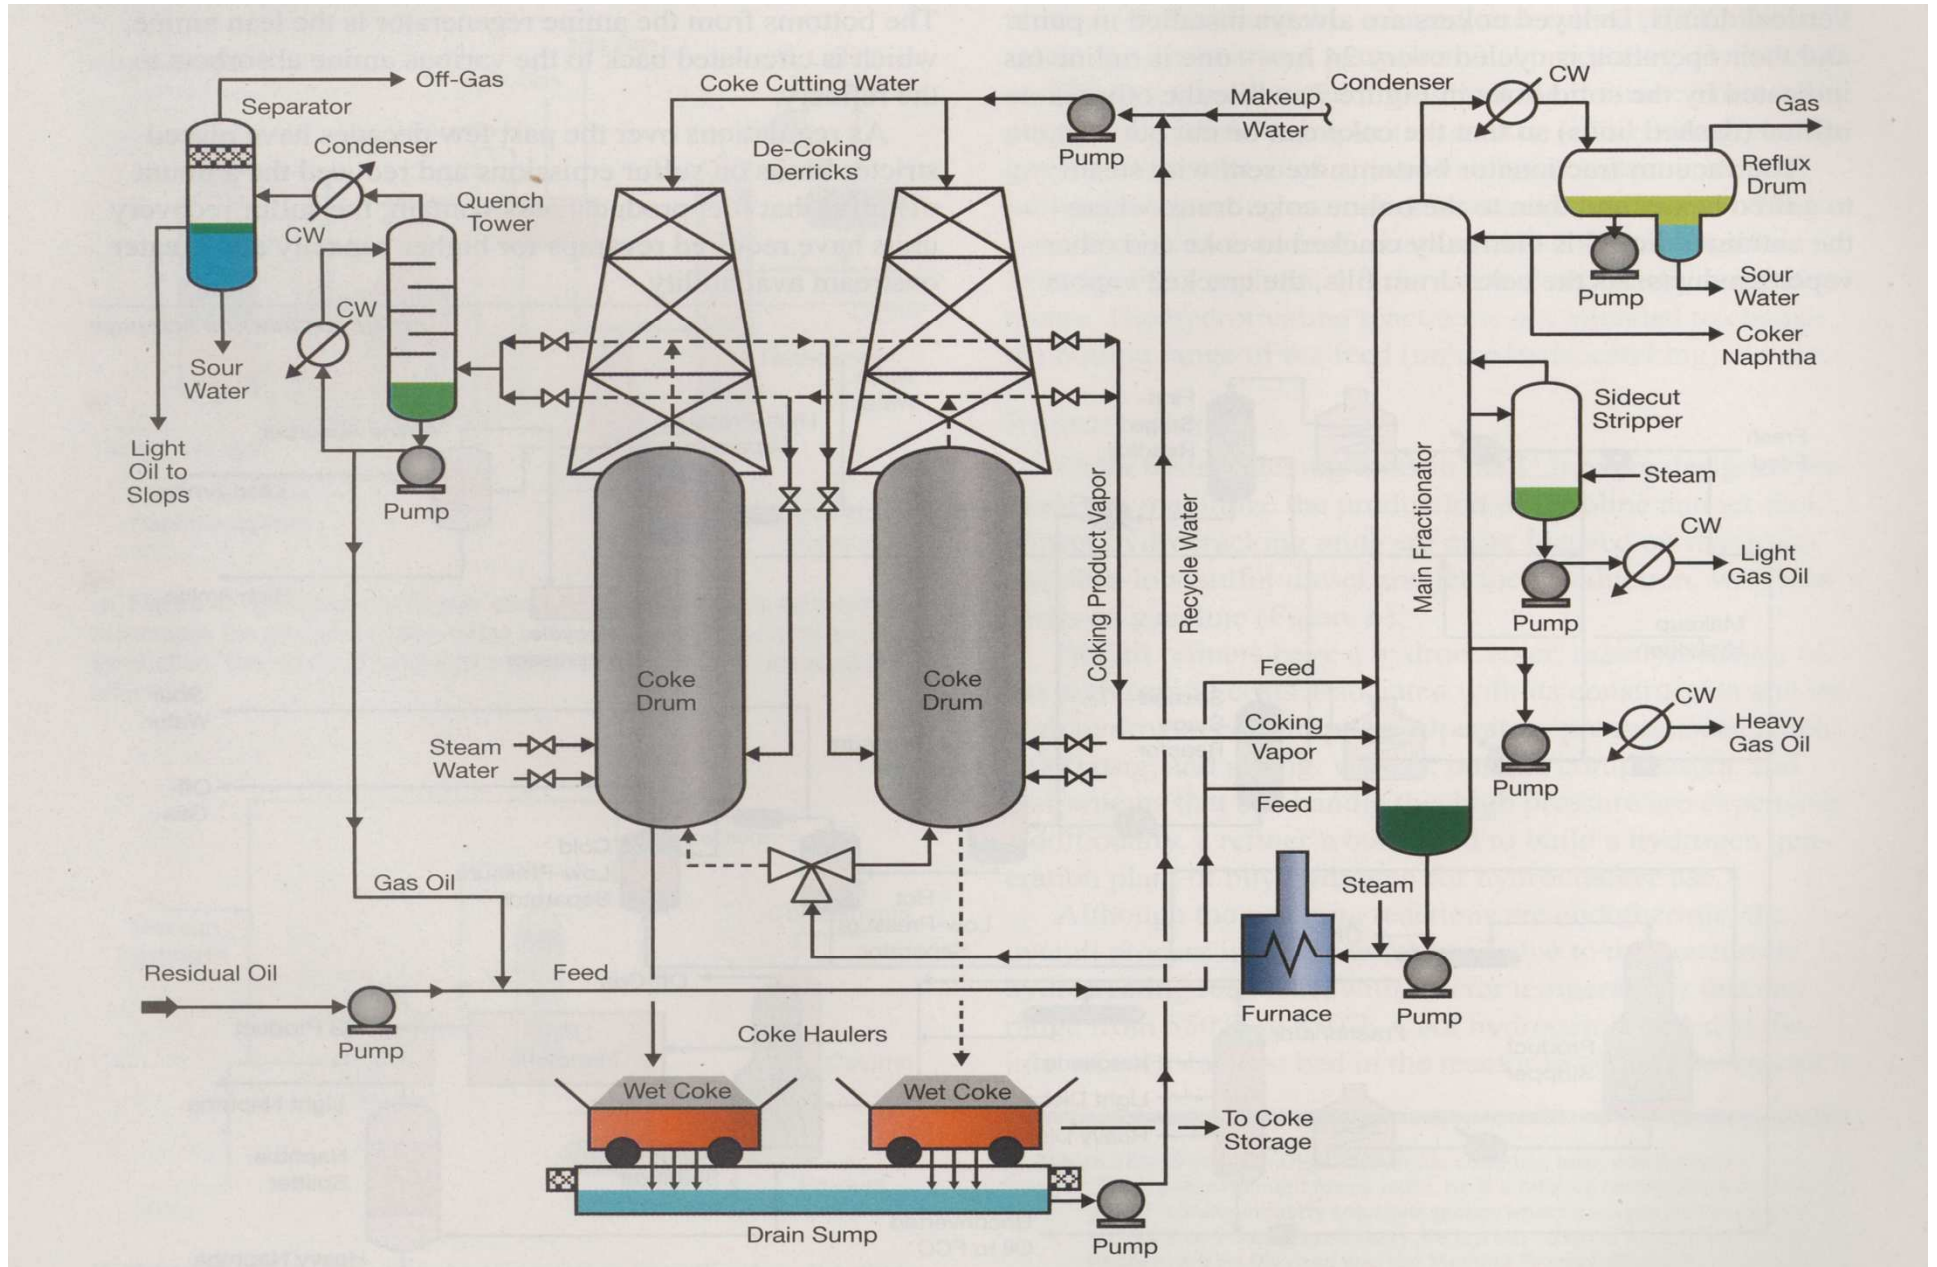 Off-Gas
Coke Cutting Water
Condenser
CW
Separator
Makeup
Water
Gas
Condenser
De-Coking
Derricks
Pump
Reflux
Drum
Quench
Tower
CW
Sour
Water
Pump
CW
Coker
Naphtha
Sour
Water
Sidecut
Stripper
Light
Oil to
Slops
Steam
Pump
CW
Light
Gas Oil
Coking Product Vapor
Recycle Water
Main Fractionator
Pump
Feed
Coke
Drum
Coke
Drum
CW
Coking
Vapor
Heavy
Gas Oil
Steam
Water
Pump
Feed
Gas Oil
Steam
Residual Oil
Feed
Furnace
Pump
Coke Haulers
Pump
Wet Coke
Wet Coke
To Coke
Storage
Drain Sump
Pump